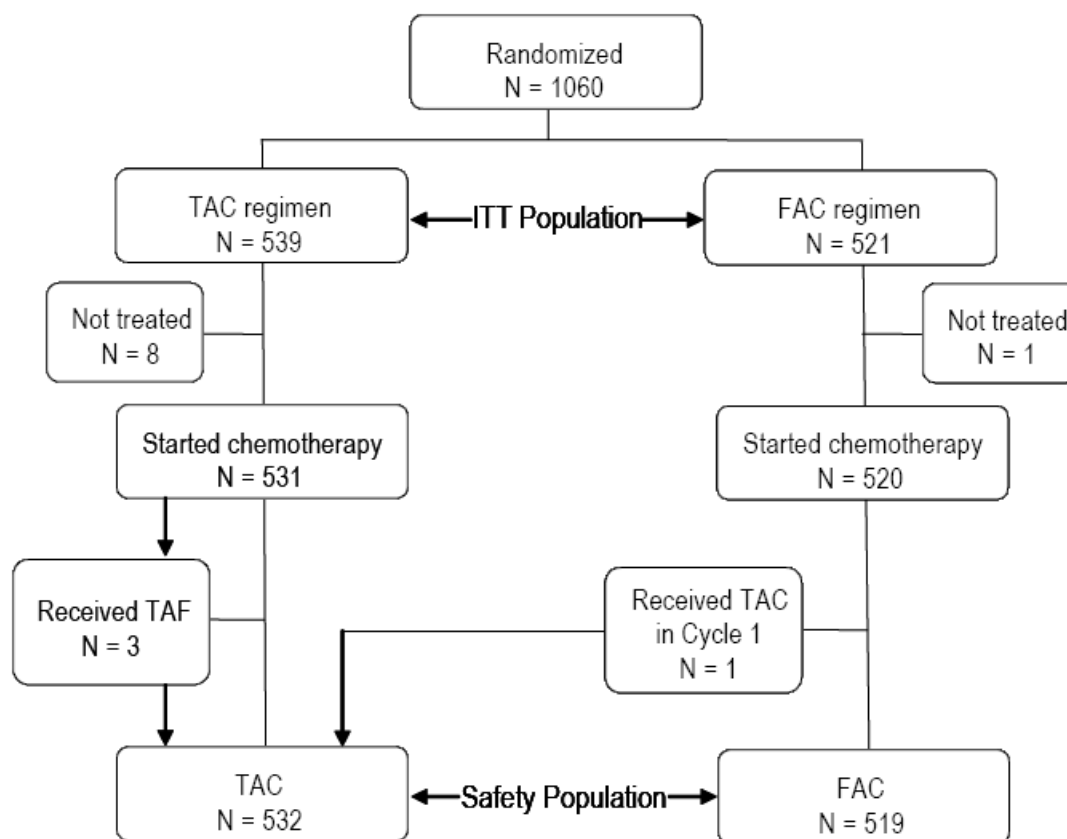 Randomized
N = 1060
TAC regimen
N = 539
ITT Population
FAC regimen
N = 521
Not treated
N = 8
Not treated
N = 1
Started chemotherapy
N = 531
Started chemotherapy
N = 520
Received TAF
N = 3
Received TAC
in Cycle 1
N = 1
TAC
N = 532
Safety Population
FAC
N = 519